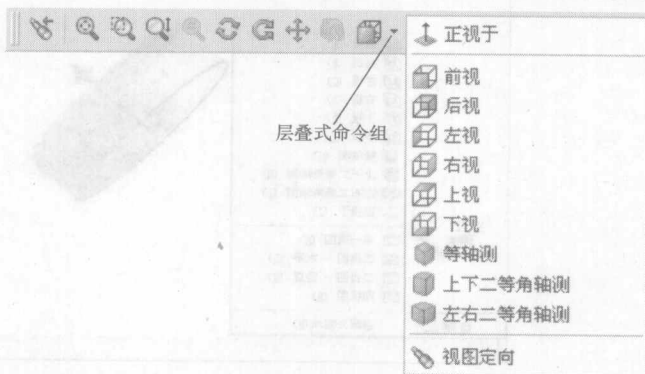 正视于
前视
后视
层叠式命令组
左视
右视
上视
下视
等轴测
上下二等角轴测
左右二等角轴测
视图定向